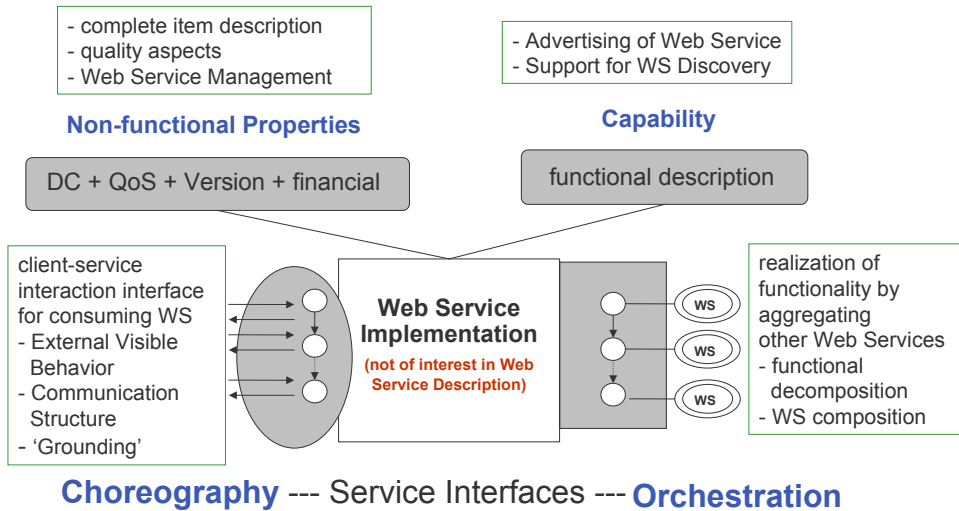 - complete item description
- quality aspects
- Web Service Management
- Advertising of Web Service
- Support for WS Discovery
Non-functional Properties
Capability
DC + QoS + Version + financial
functional description
client-service
interaction interface
for consuming WS
- External Visible
Behavior
- Communication
Structure
- ‘Grounding’
Web Service
Implementation
(not of interest in Web
Service Description)
WS
WS
WS
realization of
functionality by
aggregating
other Web Services
- functional
decomposition
- WS composition
Choreography --- Service Interfaces --- Orchestration